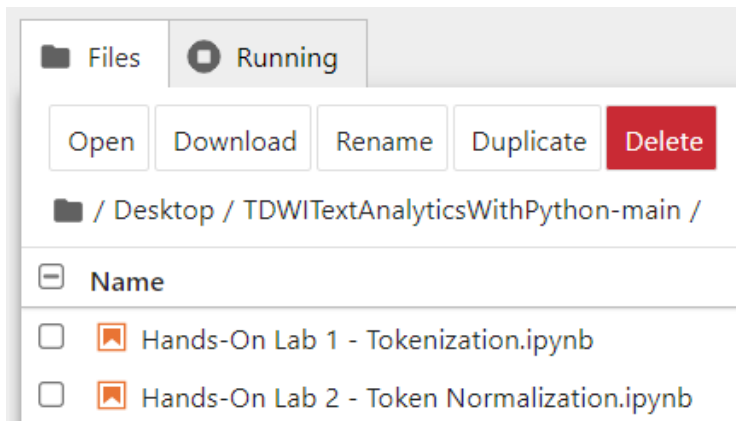 Files Running
Open Download Rename Duplicate Delete
/ Desktop / TDWITextAnalyticsWithPython-main /
Name
Hands-On Lab 1 - Tokenization.ipynb
Hands-On Lab 2 - Token Normalization.ipynb